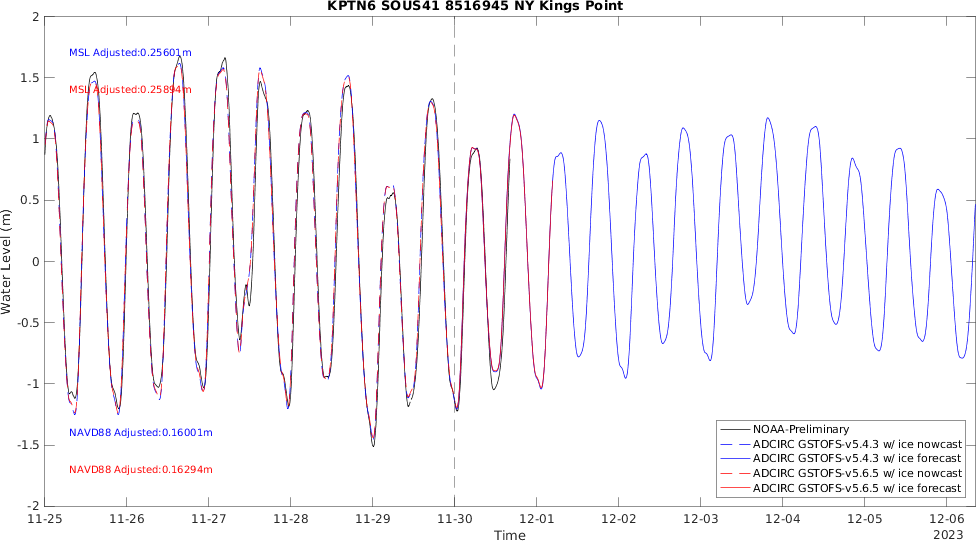 KPTN6 SOUS41 8516945 NY Kings Point
MSL Adjusted:0.25601m
MSL Adjusted:0.25894m
NAVD88 Adjusted:0.16001m
NAVD88 Adjusted:0.16294m
Water Level (m)
2
1.5
1
0.5
0
-0.5
-1
-1.5
-2
NOAA-Preliminary
ADCIRC GSTOFS-v5.4.3 w/ ice nowcast
ADCIRC GSTOFS-v5.4.3 w/ ice forecast
ADCIRC GSTOFS-v5.6.5 w/ ice nowcast
ADCIRC GSTOFS-v5.6.5 w/ ice forecast
11-25 11-26 11-27 11-28 11-29 11-30 12-01 12-02 12-03 12-04 12-05 12-06
Time
2023